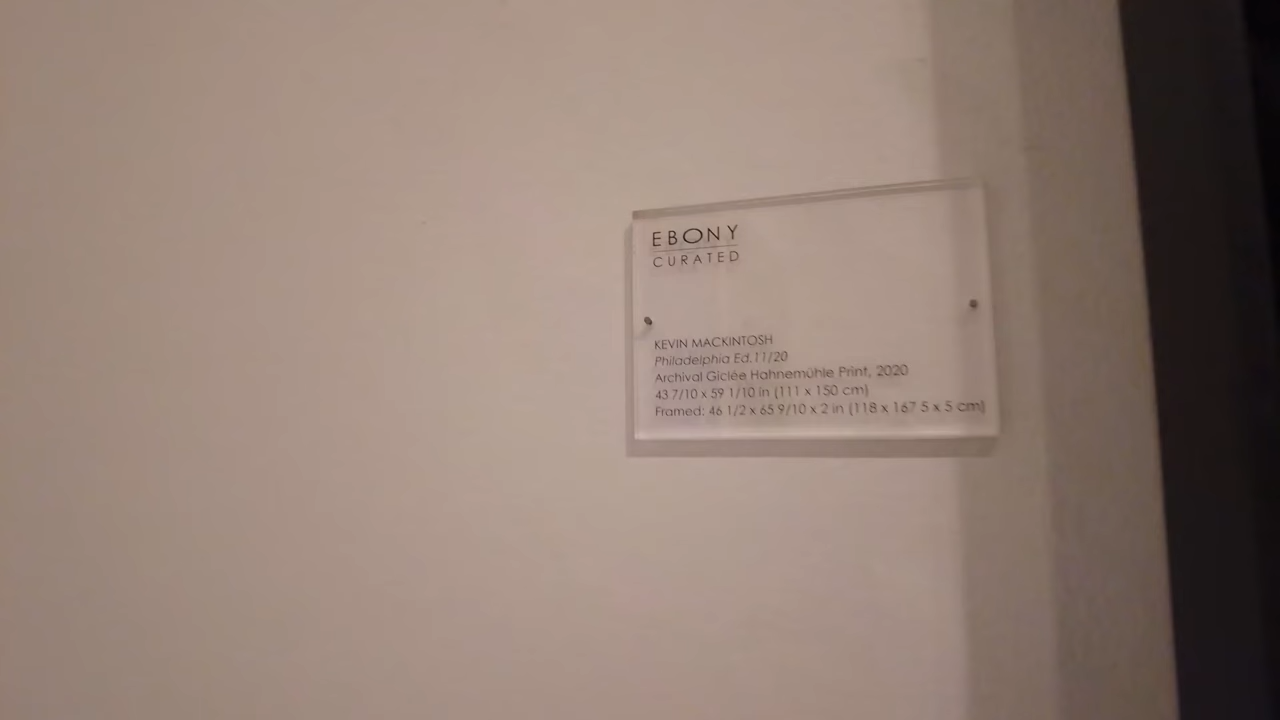 EBONY
CURATED
KEVIN MACKINTOSH
Philadelphia Ed.11/20
Archival Giclée Hahnemühle Print, 2020
43 7/10 x 59 1/10 in (111 x 150 cm)
Framed: 46 1/2 x 65 9/10 x 2 in (118 x 167 5 x 5 cm)